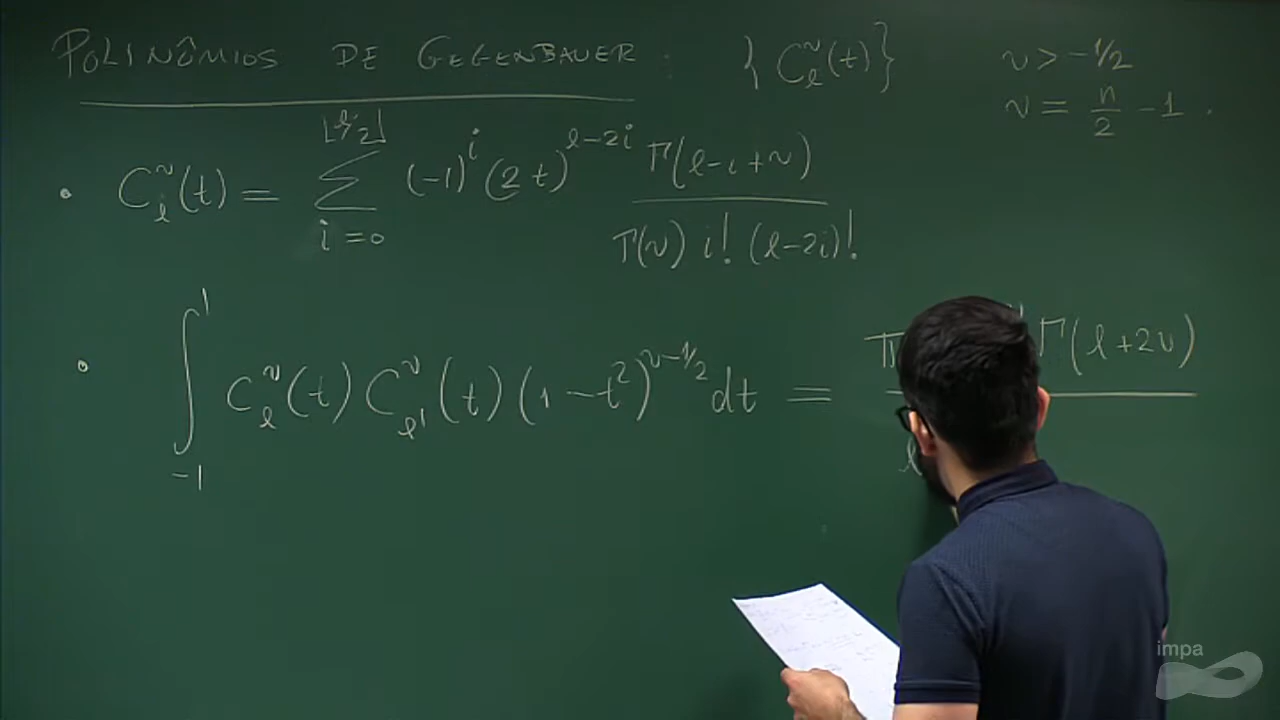 POLINÔMIOS DE GEGENBAUER : { C_ℓ^ν(t) } ν > -1/2
ν = n/2 - 1 .
• C_ℓ^ν(t) = ∑_{i=0}^{⌊ℓ/2⌋} (-1)^i (2t)^{ℓ-2i} Γ(ℓ-i+ν) / Γ(ν) i! (ℓ-2i)!
• ∫_{-1}^{1} C_ℓ^ν(t) C_{ℓ'}^ν(t) (1-t²)^{ν-1/2} dt = π Γ(ℓ+2ν)
ℓ
impa